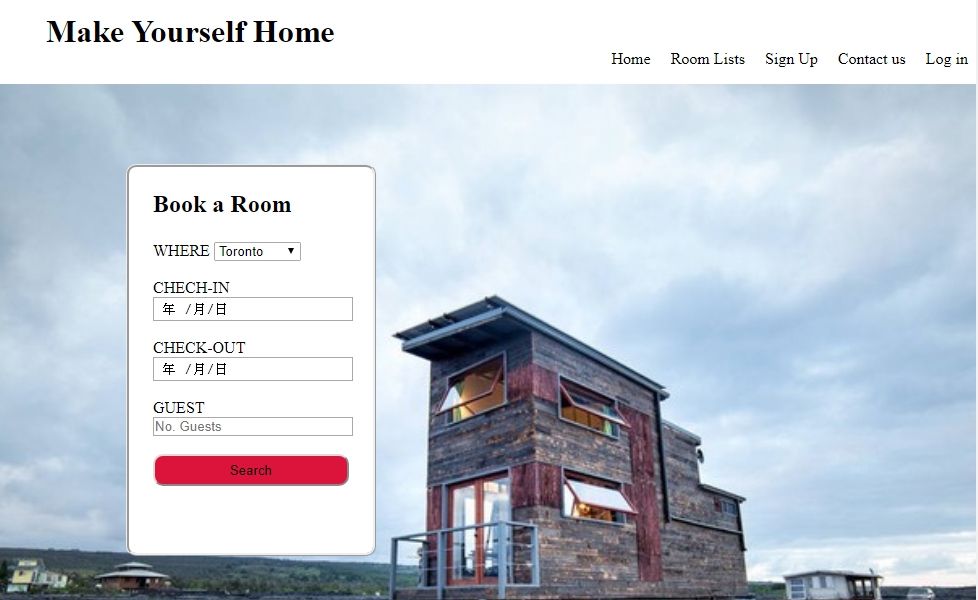 Make Yourself Home
Home Room Lists Sign Up Contact us Log in
Book a Room
WHERE Toronto
CHECH-IN
年 /月/日
CHECK-OUT
年 /月/日
GUEST
No. Guests
Search